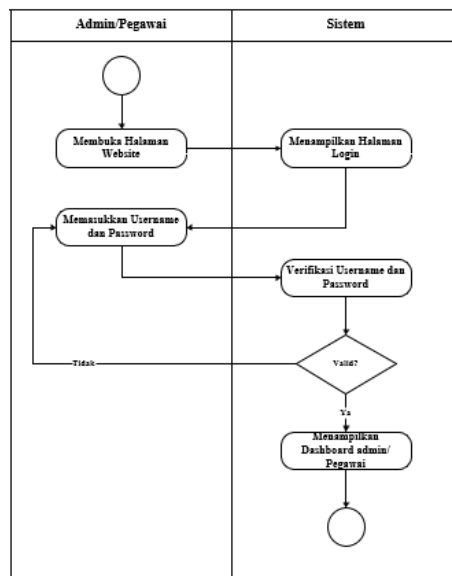 Admin/Pegawai
Sistem
Membuka Halaman
Website
Menampilkan Halaman
Login
Memasukkan Username
dan Password
Verifikasi Username dan
Password
Tidak
Valid?
Ya
Menampilkan
Dashboard admin/
Pegawai